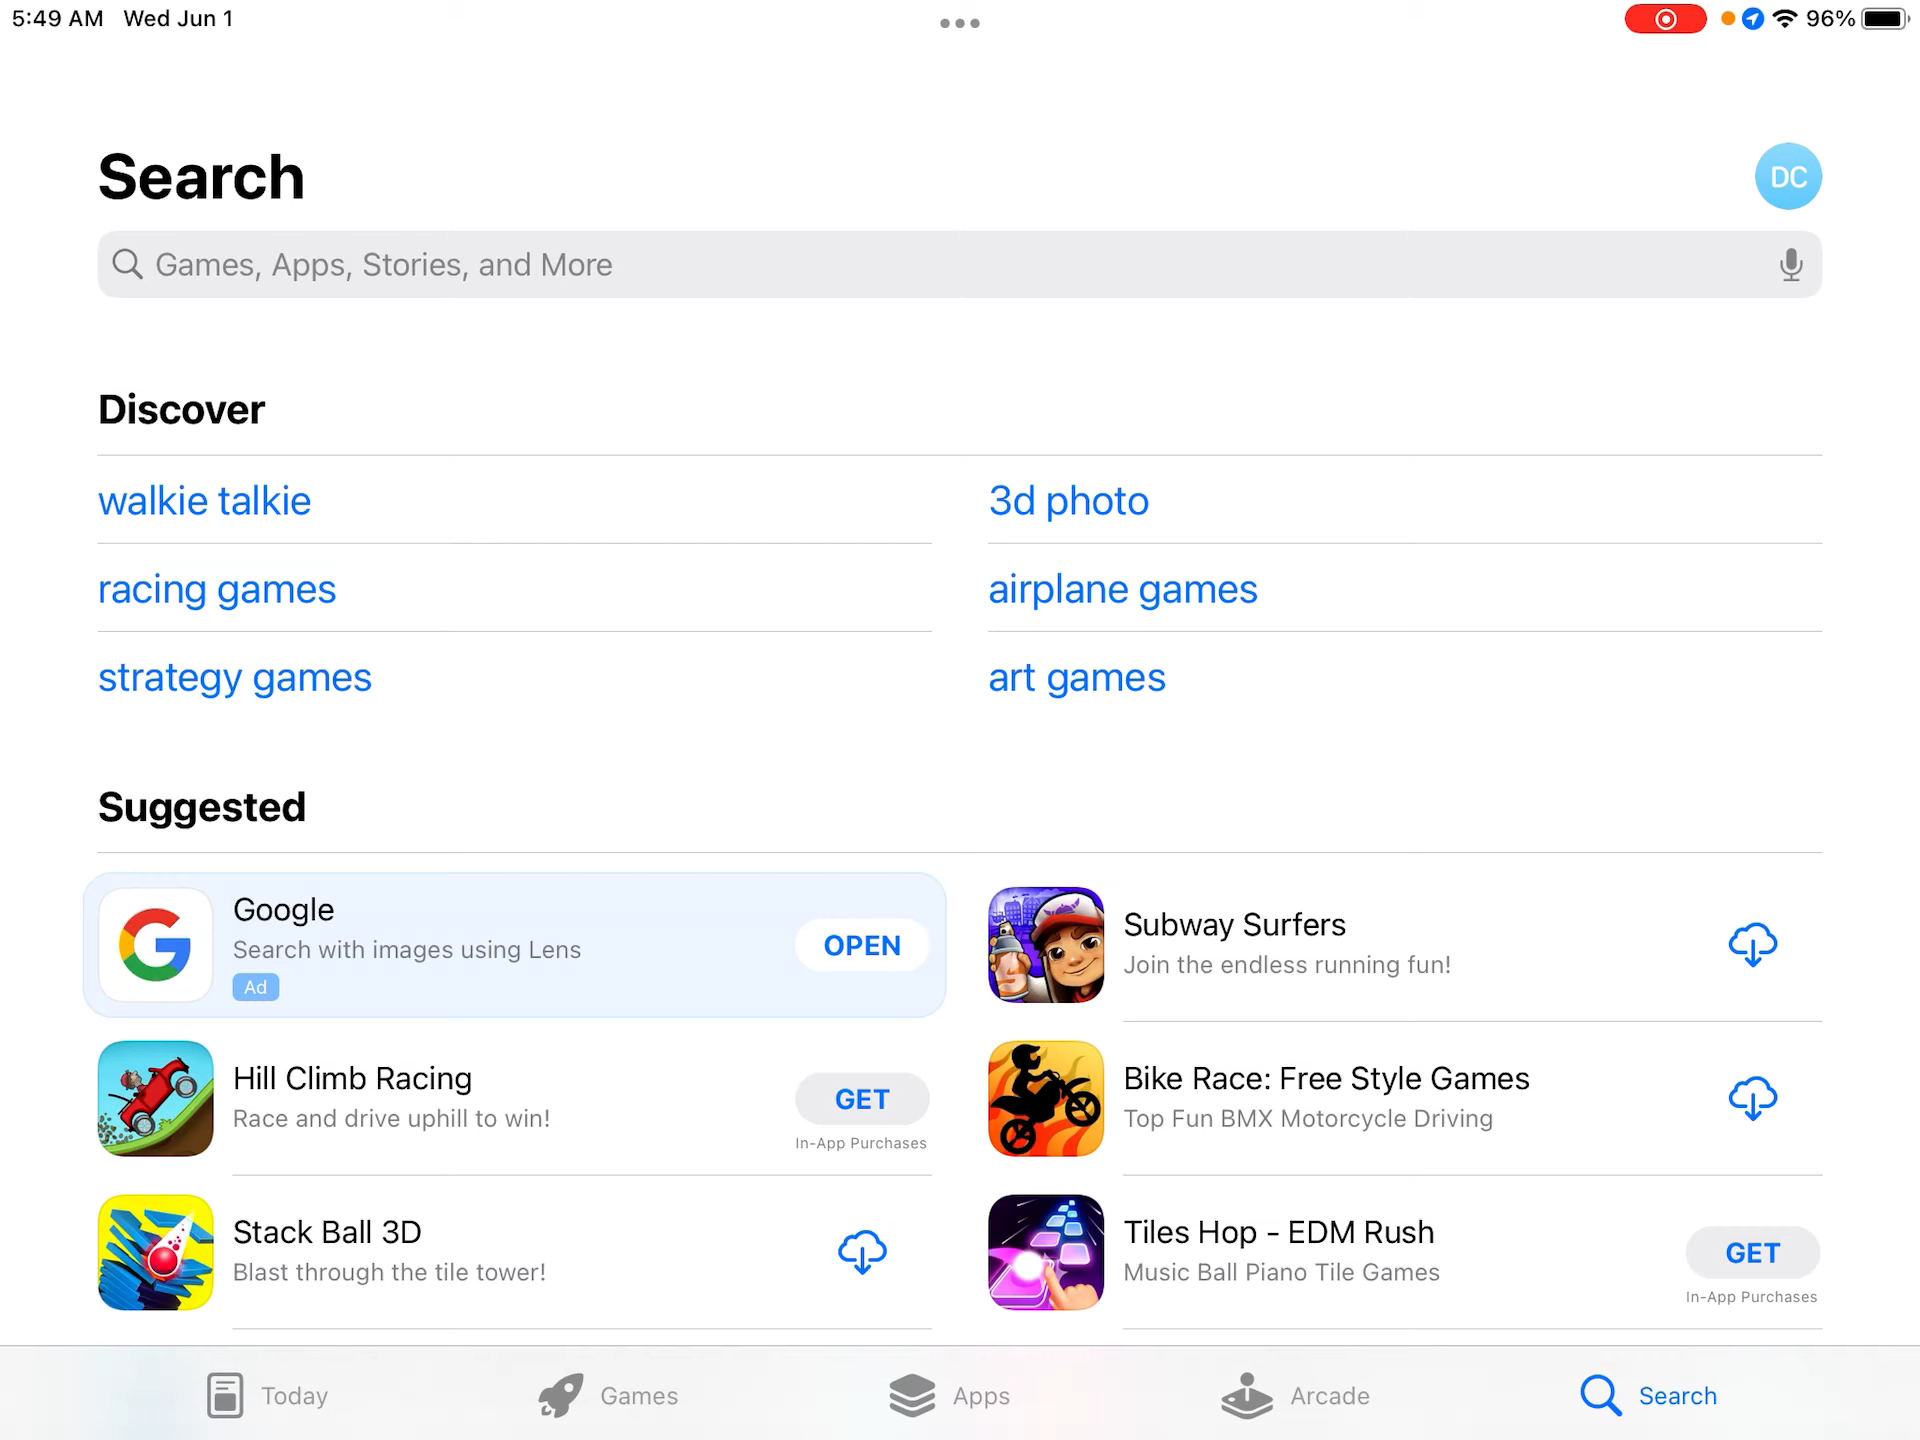 5:49 AM Wed Jun 1
96%
Search
DC
Games, Apps, Stories, and More
Discover
walkie talkie
3d photo
racing games
airplane games
strategy games
art games
Suggested
Google
Search with images using Lens
Ad
OPEN
Subway Surfers
Join the endless running fun!
Hill Climb Racing
Race and drive uphill to win!
GET
In-App Purchases
Bike Race: Free Style Games
Top Fun BMX Motorcycle Driving
Stack Ball 3D
Blast through the tile tower!
Tiles Hop - EDM Rush
Music Ball Piano Tile Games
GET
In-App Purchases
Today
Games
Apps
Arcade
Search